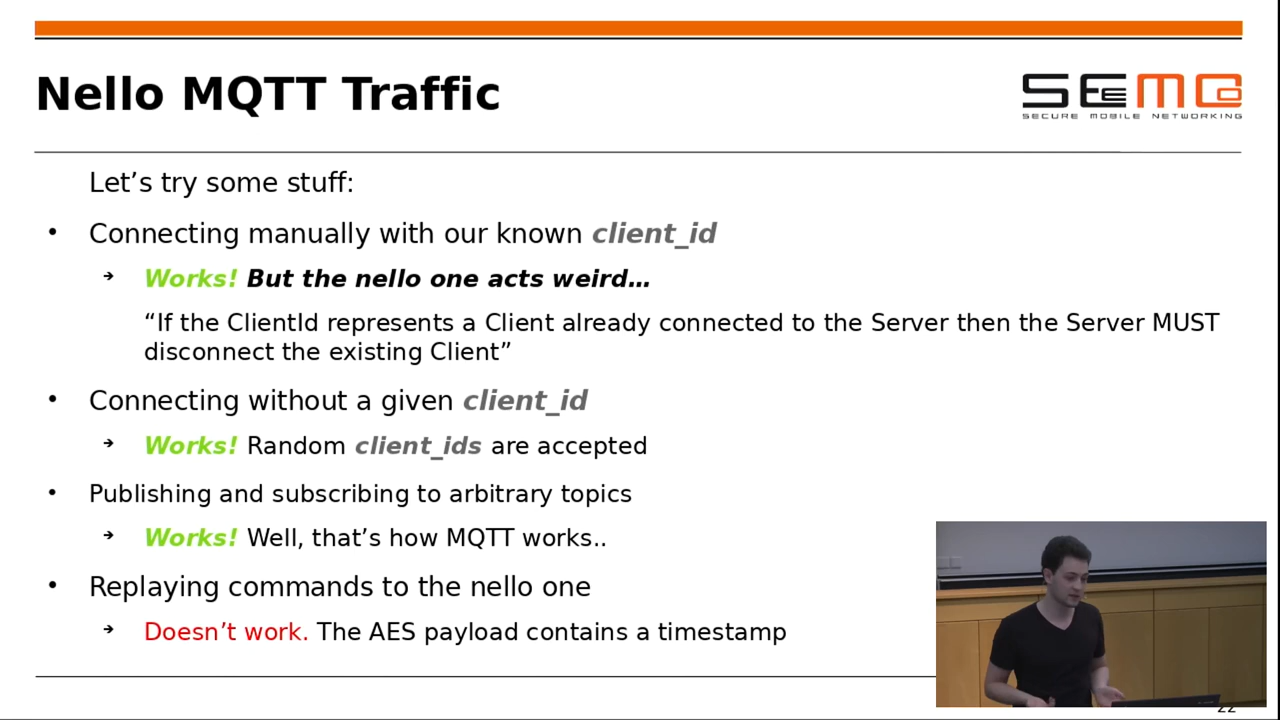 Nello MQTT Traffic
SEEMOO
SECURE MOBILE NETWORKING
Let’s try some stuff:
• Connecting manually with our known client_id
➔ Works! But the nello one acts weird…
“If the ClientId represents a Client already connected to the Server then the Server MUST
disconnect the existing Client”
• Connecting without a given client_id
➔ Works! Random client_ids are accepted
• Publishing and subscribing to arbitrary topics
➔ Works! Well, that’s how MQTT works..
• Replaying commands to the nello one
➔ Doesn’t work. The AES payload contains a timestamp
22